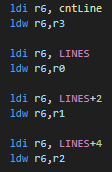 ldi r6, cntLine
ldw r6,r3
ldi r6, LINES
ldw r6,r0
ldi r6, LINES+2
ldw r6,r1
ldi r6, LINES+4
ldw r6,r2